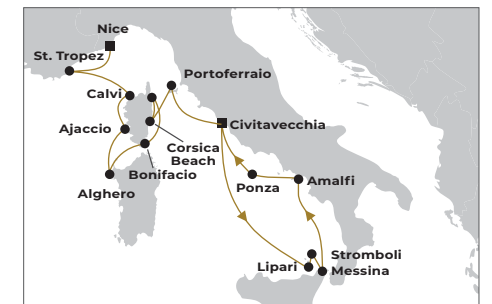 Nice
St. Tropez
Portoferraio
Calvi
Civitavecchia
Ajaccio
Corsica
Beach
Bonifacio
Alghero
Ponza
Amalfi
Stromboli
Lipari
Messina